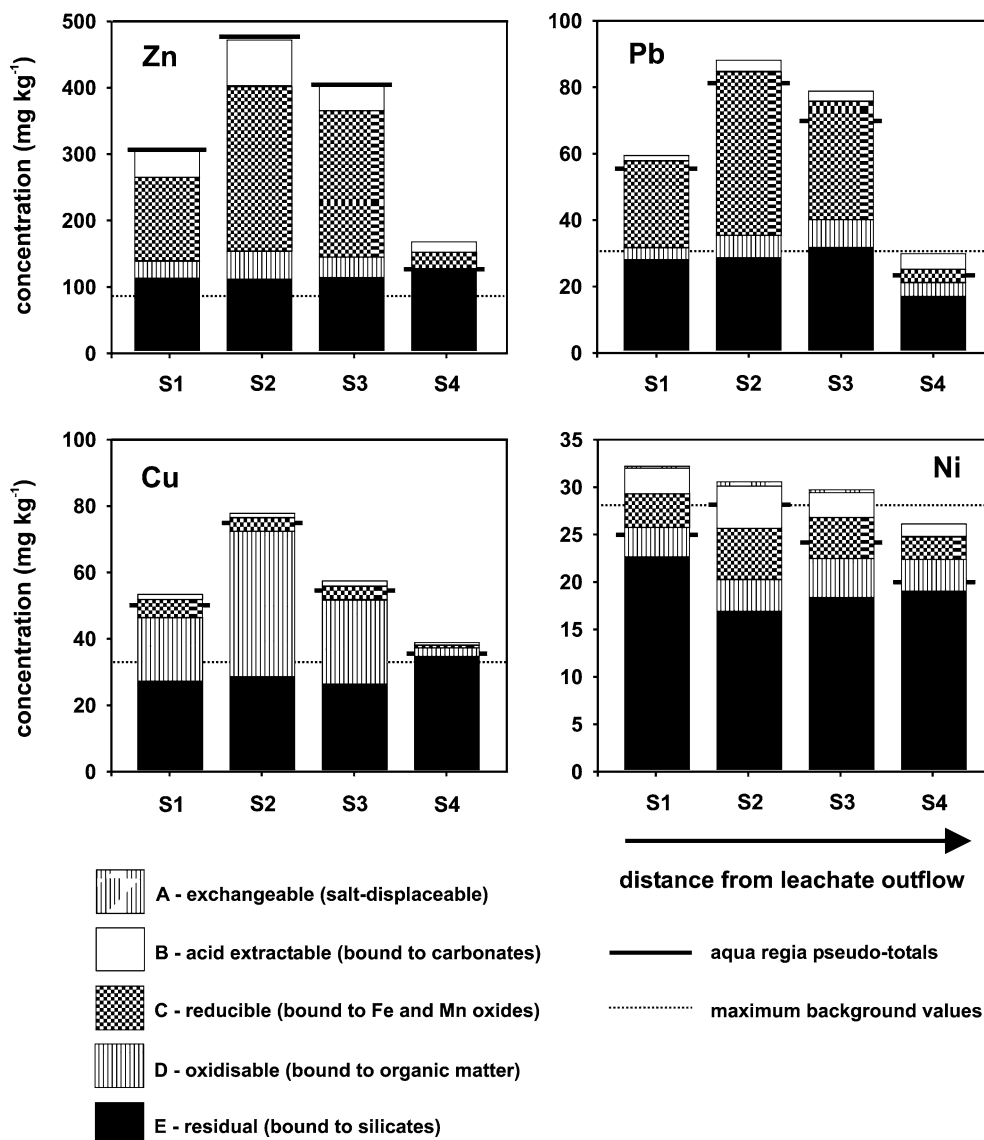 Zn
concentration (mg kg-1)
500
400
300
200
100
0
S1 S2 S3 S4
Pb
100
80
60
40
20
0
S1 S2 S3 S4
Cu
concentration (mg kg-1)
100
80
60
40
20
0
S1 S2 S3 S4
Ni
35
30
25
20
15
10
5
0
S1 S2 S3 S4
distance from leachate outflow
A - exchangeable (salt-displaceable)
B - acid extractable (bound to carbonates)
C - reducible (bound to Fe and Mn oxides)
D - oxidisable (bound to organic matter)
E - residual (bound to silicates)
aqua regia pseudo-totals
maximum background values